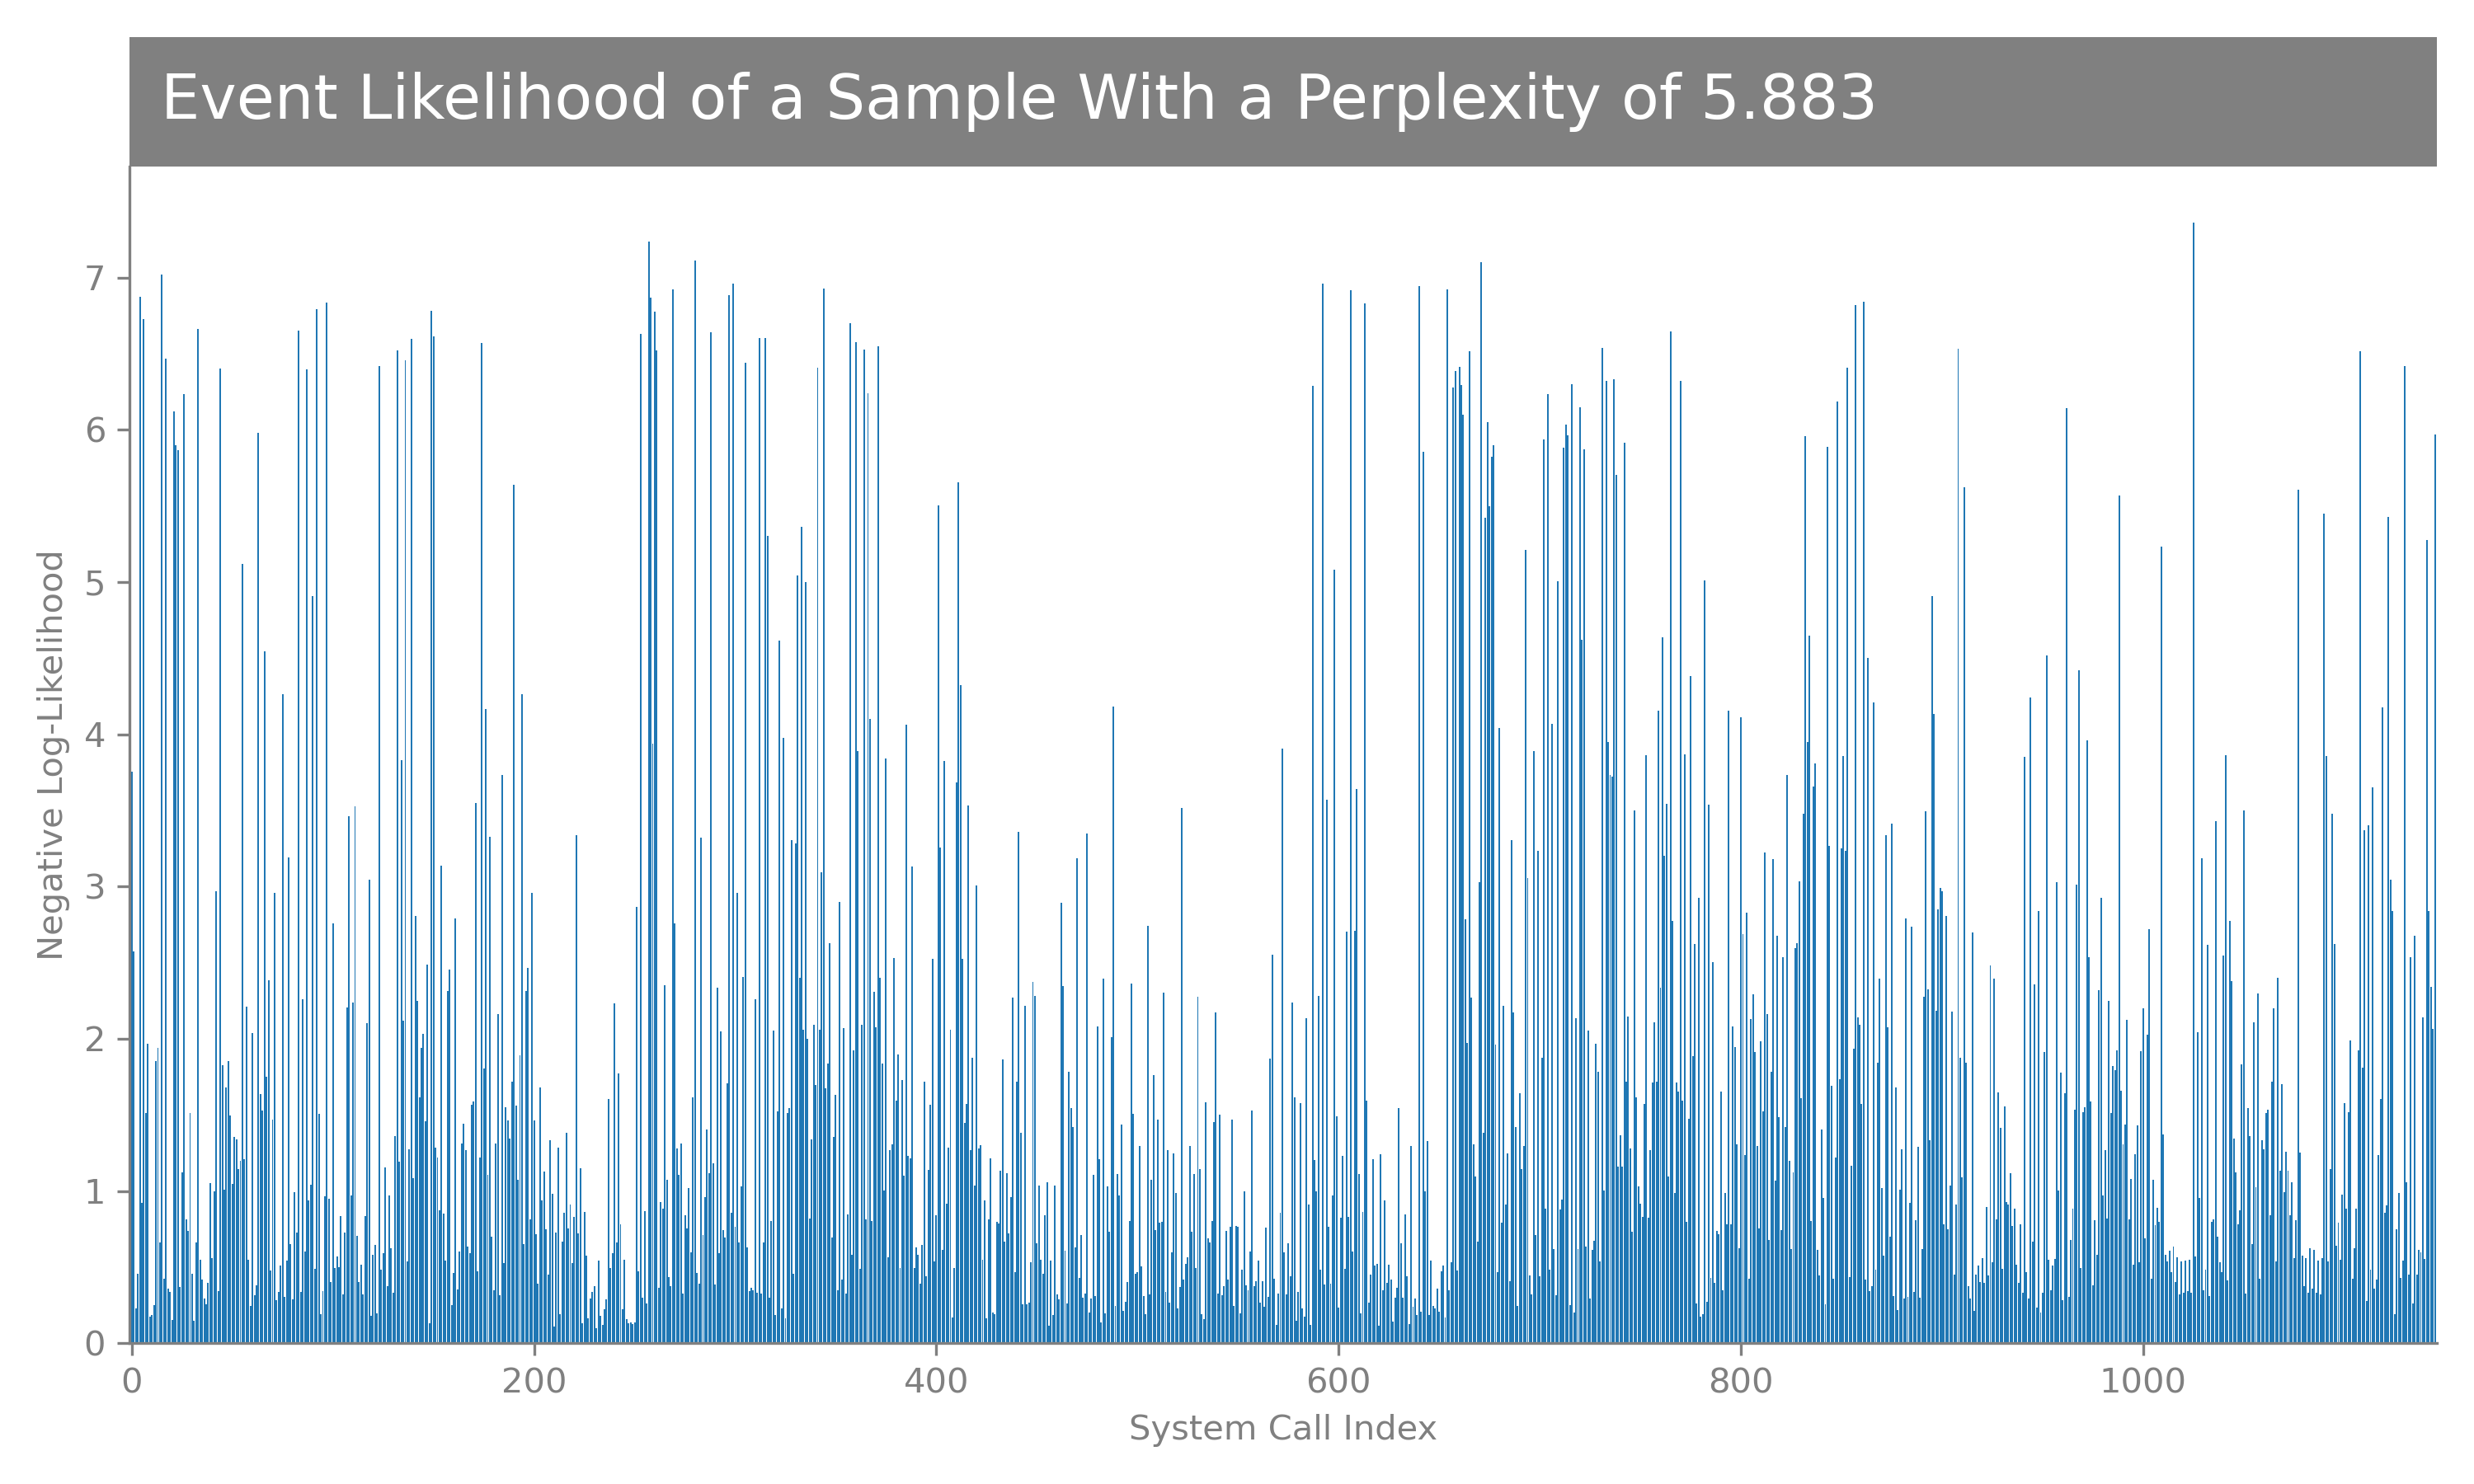 Event Likelihood of a Sample With a Perplexity of 5.883
Negative Log-Likelihood
7
6
5
4
3
2
1
0
0 200 400 600 800 1000
System Call Index